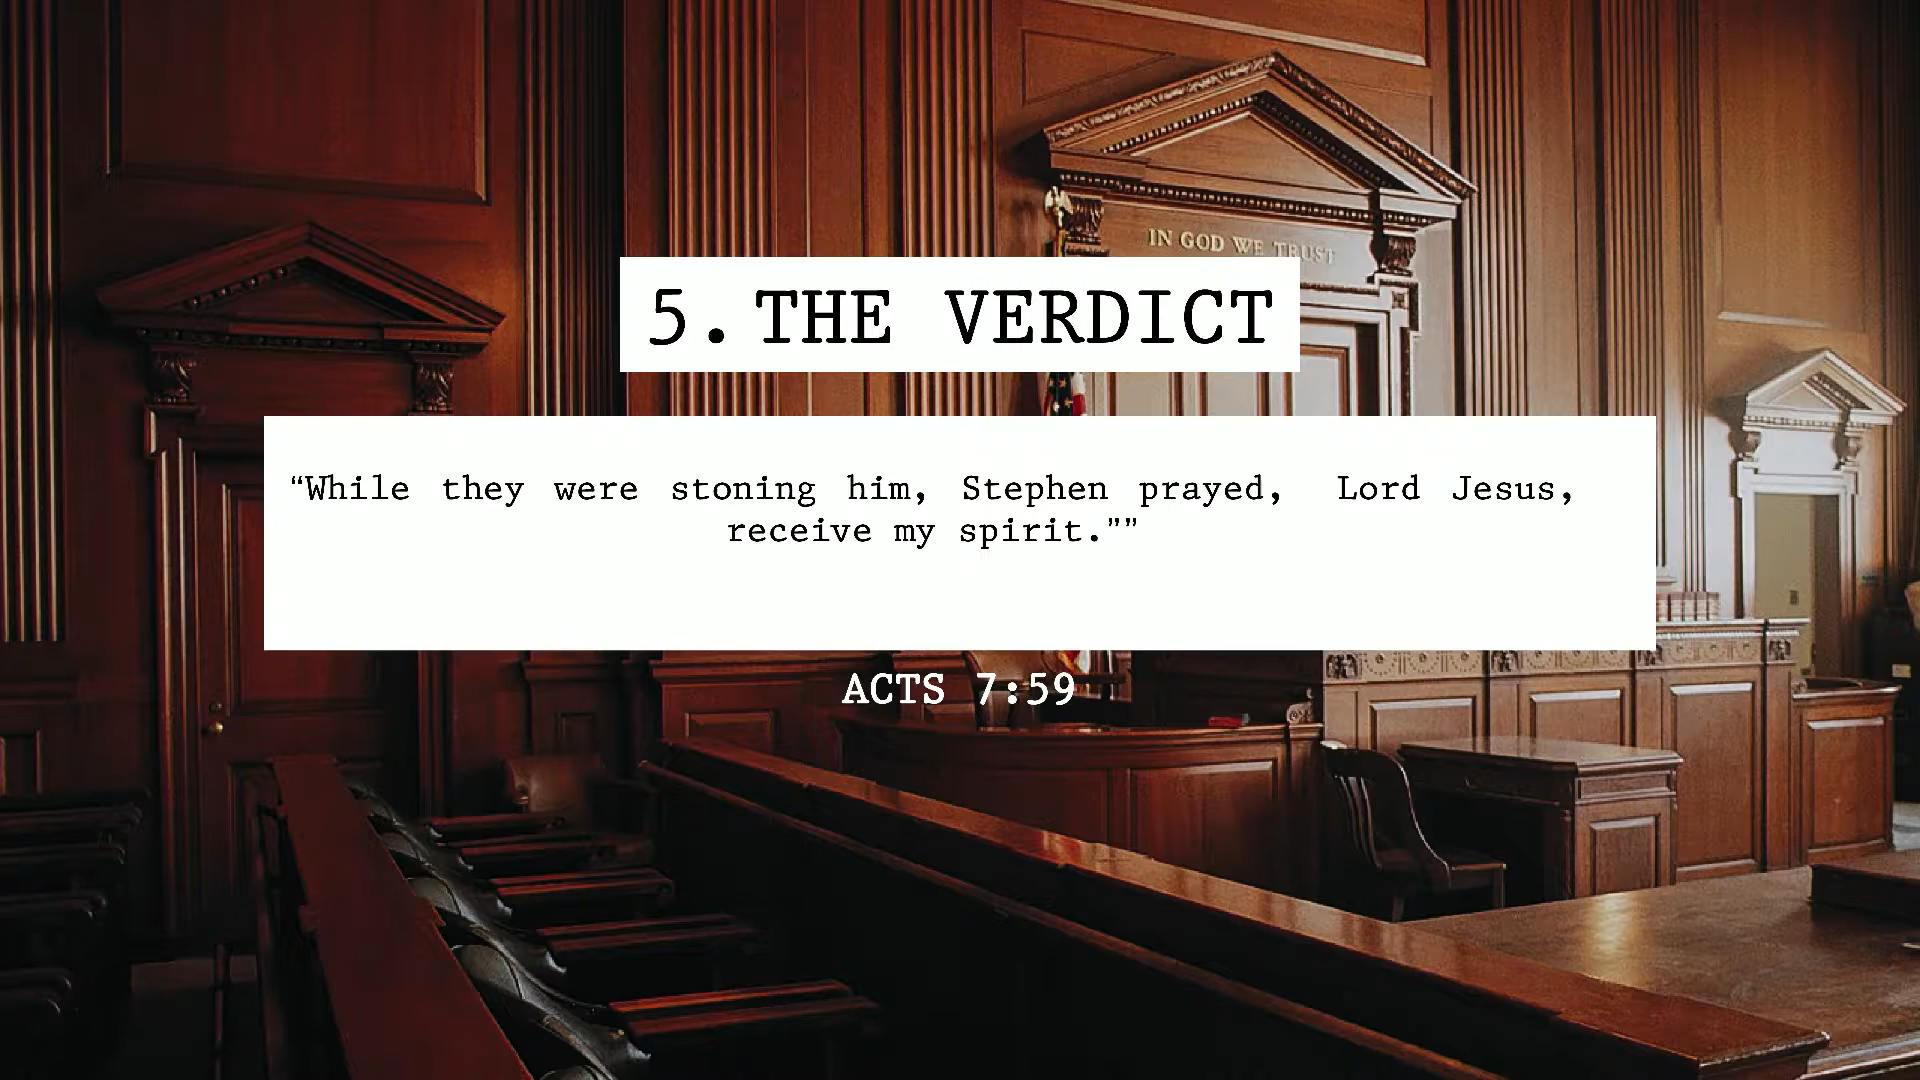 IN GOD WE TRUST
5. THE VERDICT
“While they were stoning him, Stephen prayed, Lord Jesus,
receive my spirit.””
ACTS 7:59